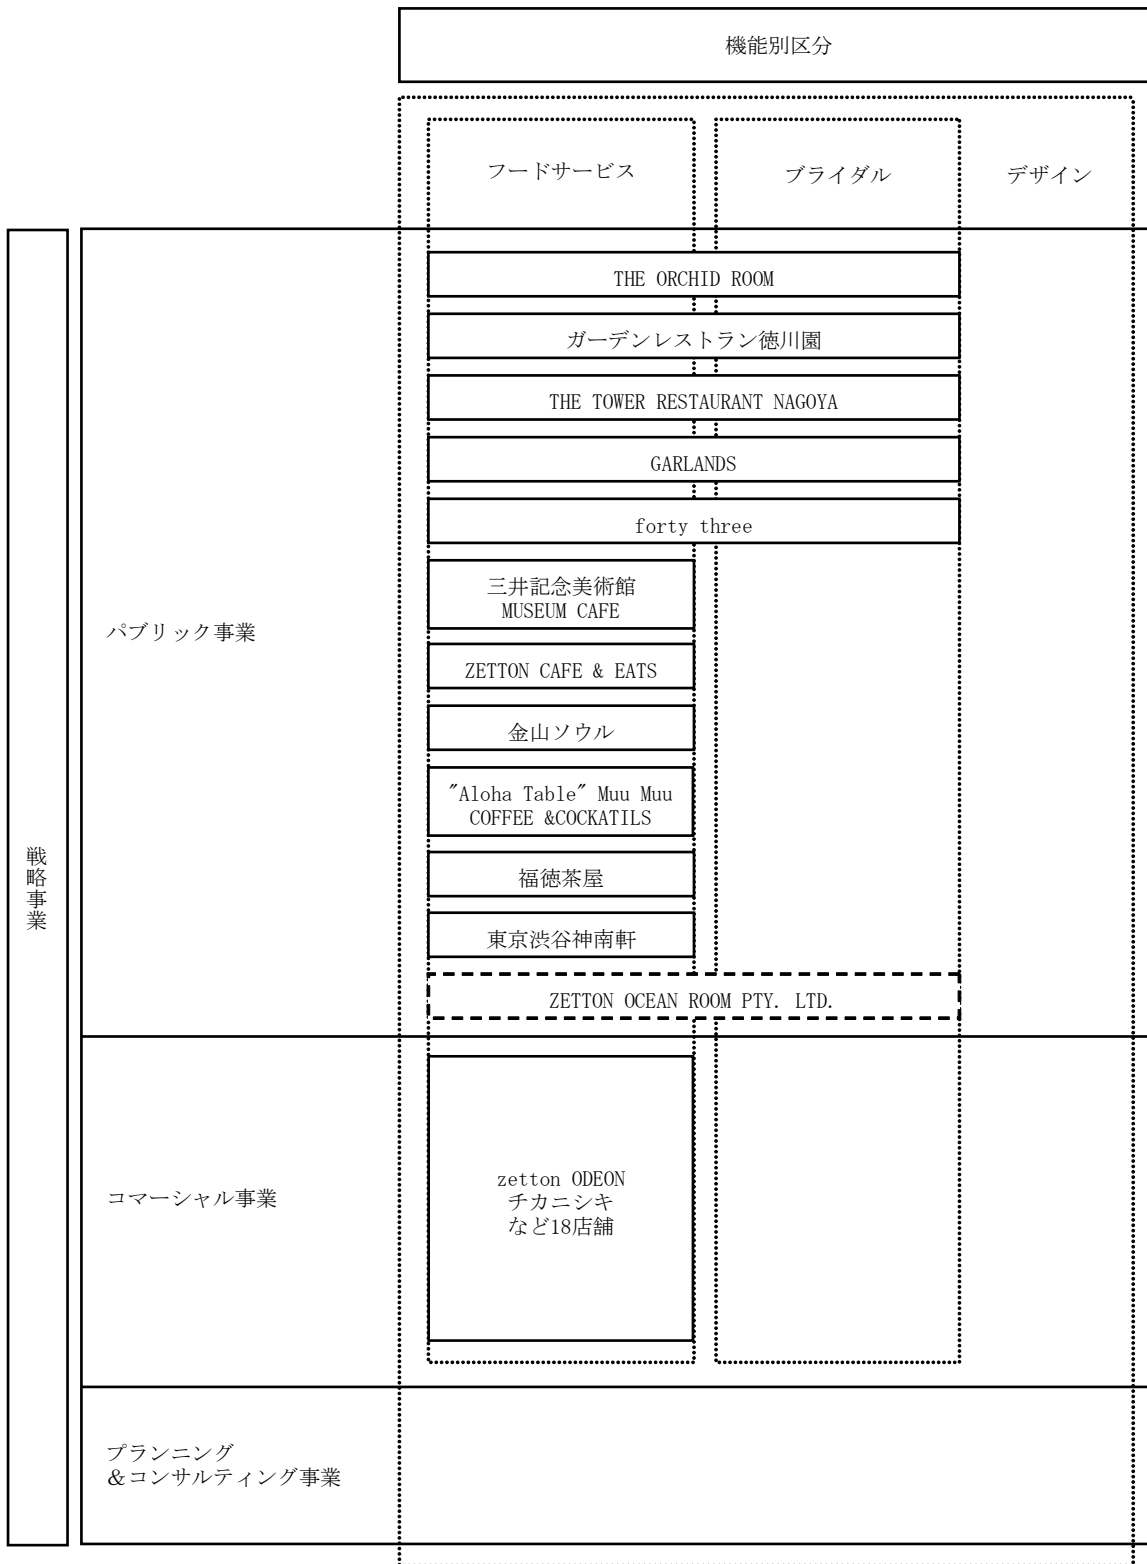 機能別区分
フードサービス
ブライダル
デザイン
戦略事業
パブリック事業
THE ORCHID ROOM
ガーデンレストラン徳川園
THE TOWER RESTAURANT NAGOYA
GARLANDS
forty three
三井記念美術館
MUSEUM CAFE
ZETTON CAFE & EATS
金山ソウル
"Aloha Table" Muu Muu
COFFEE &COCKATILS
福徳茶屋
東京渋谷神南軒
ZETTON OCEAN ROOM PTY. LTD.
コマーシャル事業
zetton ODEON
チカニシキ
など18店舗
プランニング
＆コンサルティング事業